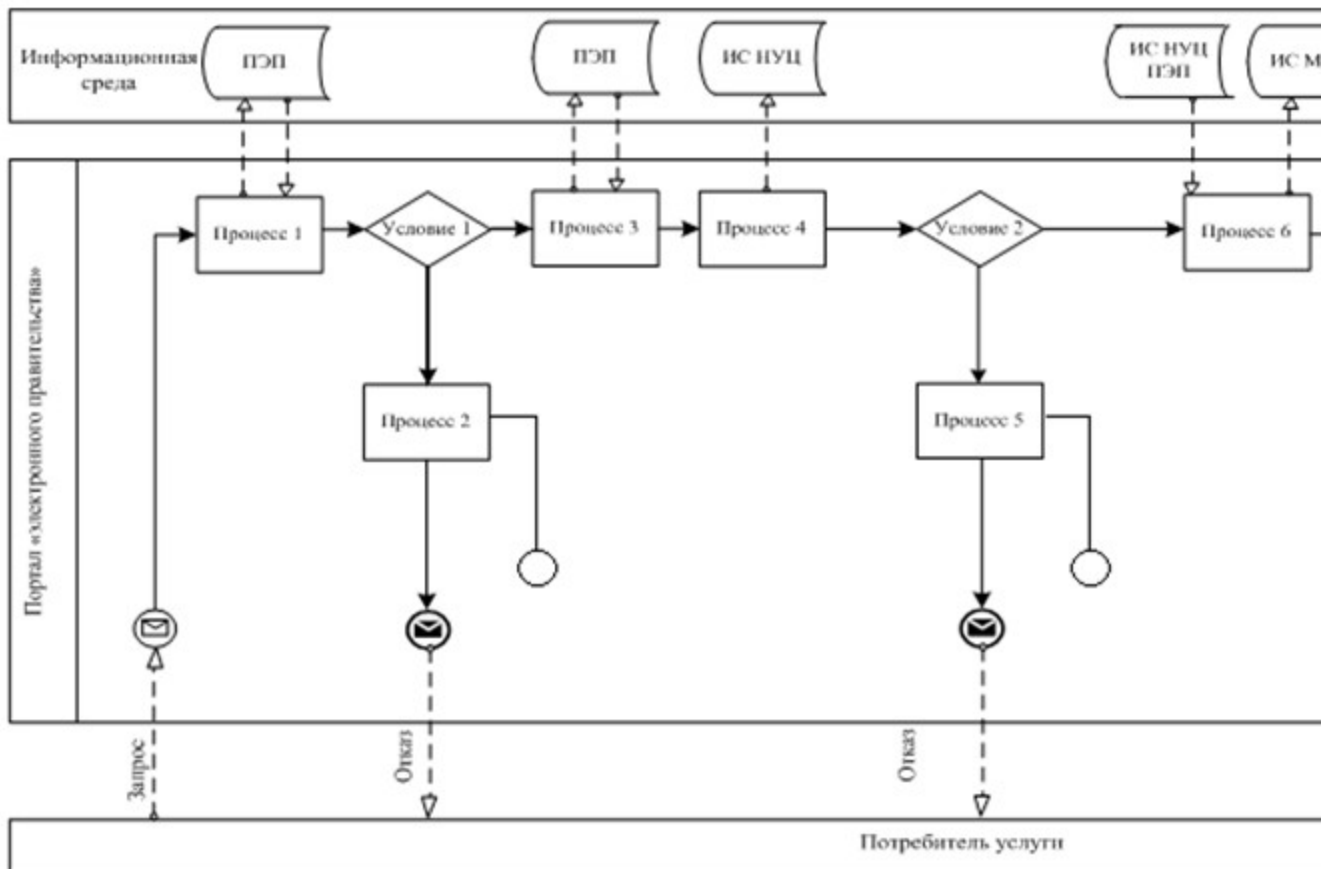 Информационная
среда
ПЭП
ПЭП
ИС НУЦ
ИС НУЦ
ПЭП
ИС М
Портал «электронного правительства»
Процесс 1
Условие 1
Процесс 3
Процесс 4
Условие 2
Процесс 6
Процесс 2
Процесс 5
Запрос
Отказ
Отказ
Потребитель услуги